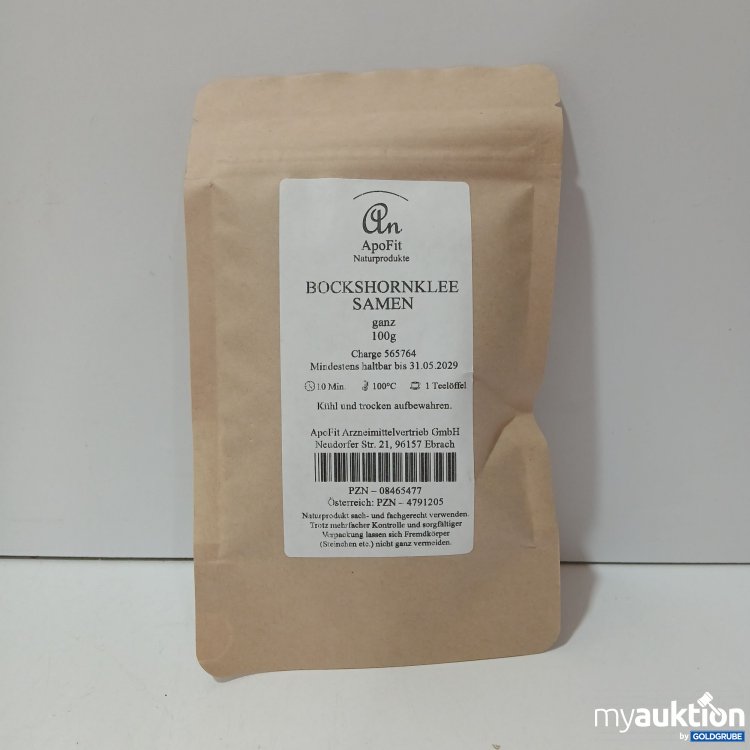 An
ApoFit
Naturprodukte
BOCKSHORNKLEE
SAMEN
ganz
100g
Charge 565764
Mindestens haltbar bis 31.05.2029
10 Min. 100°C 1 Teelöffel
Kühl und trocken aufbewahren.
ApoFit Arzneimittelvertrieb GmbH
Neudorfer Str. 21, 96157 Ebrach
PZN – 08465477
Österreich: PZN – 4791205
Naturprodukt sach- und fachgerecht verwenden.
Trotz mehrfacher Kontrolle und sorgfältiger
Verpackung lassen sich Fremdkörper
(Steinchen etc.) nicht ganz vermeiden.
myauktion
by GOLDGRUBE